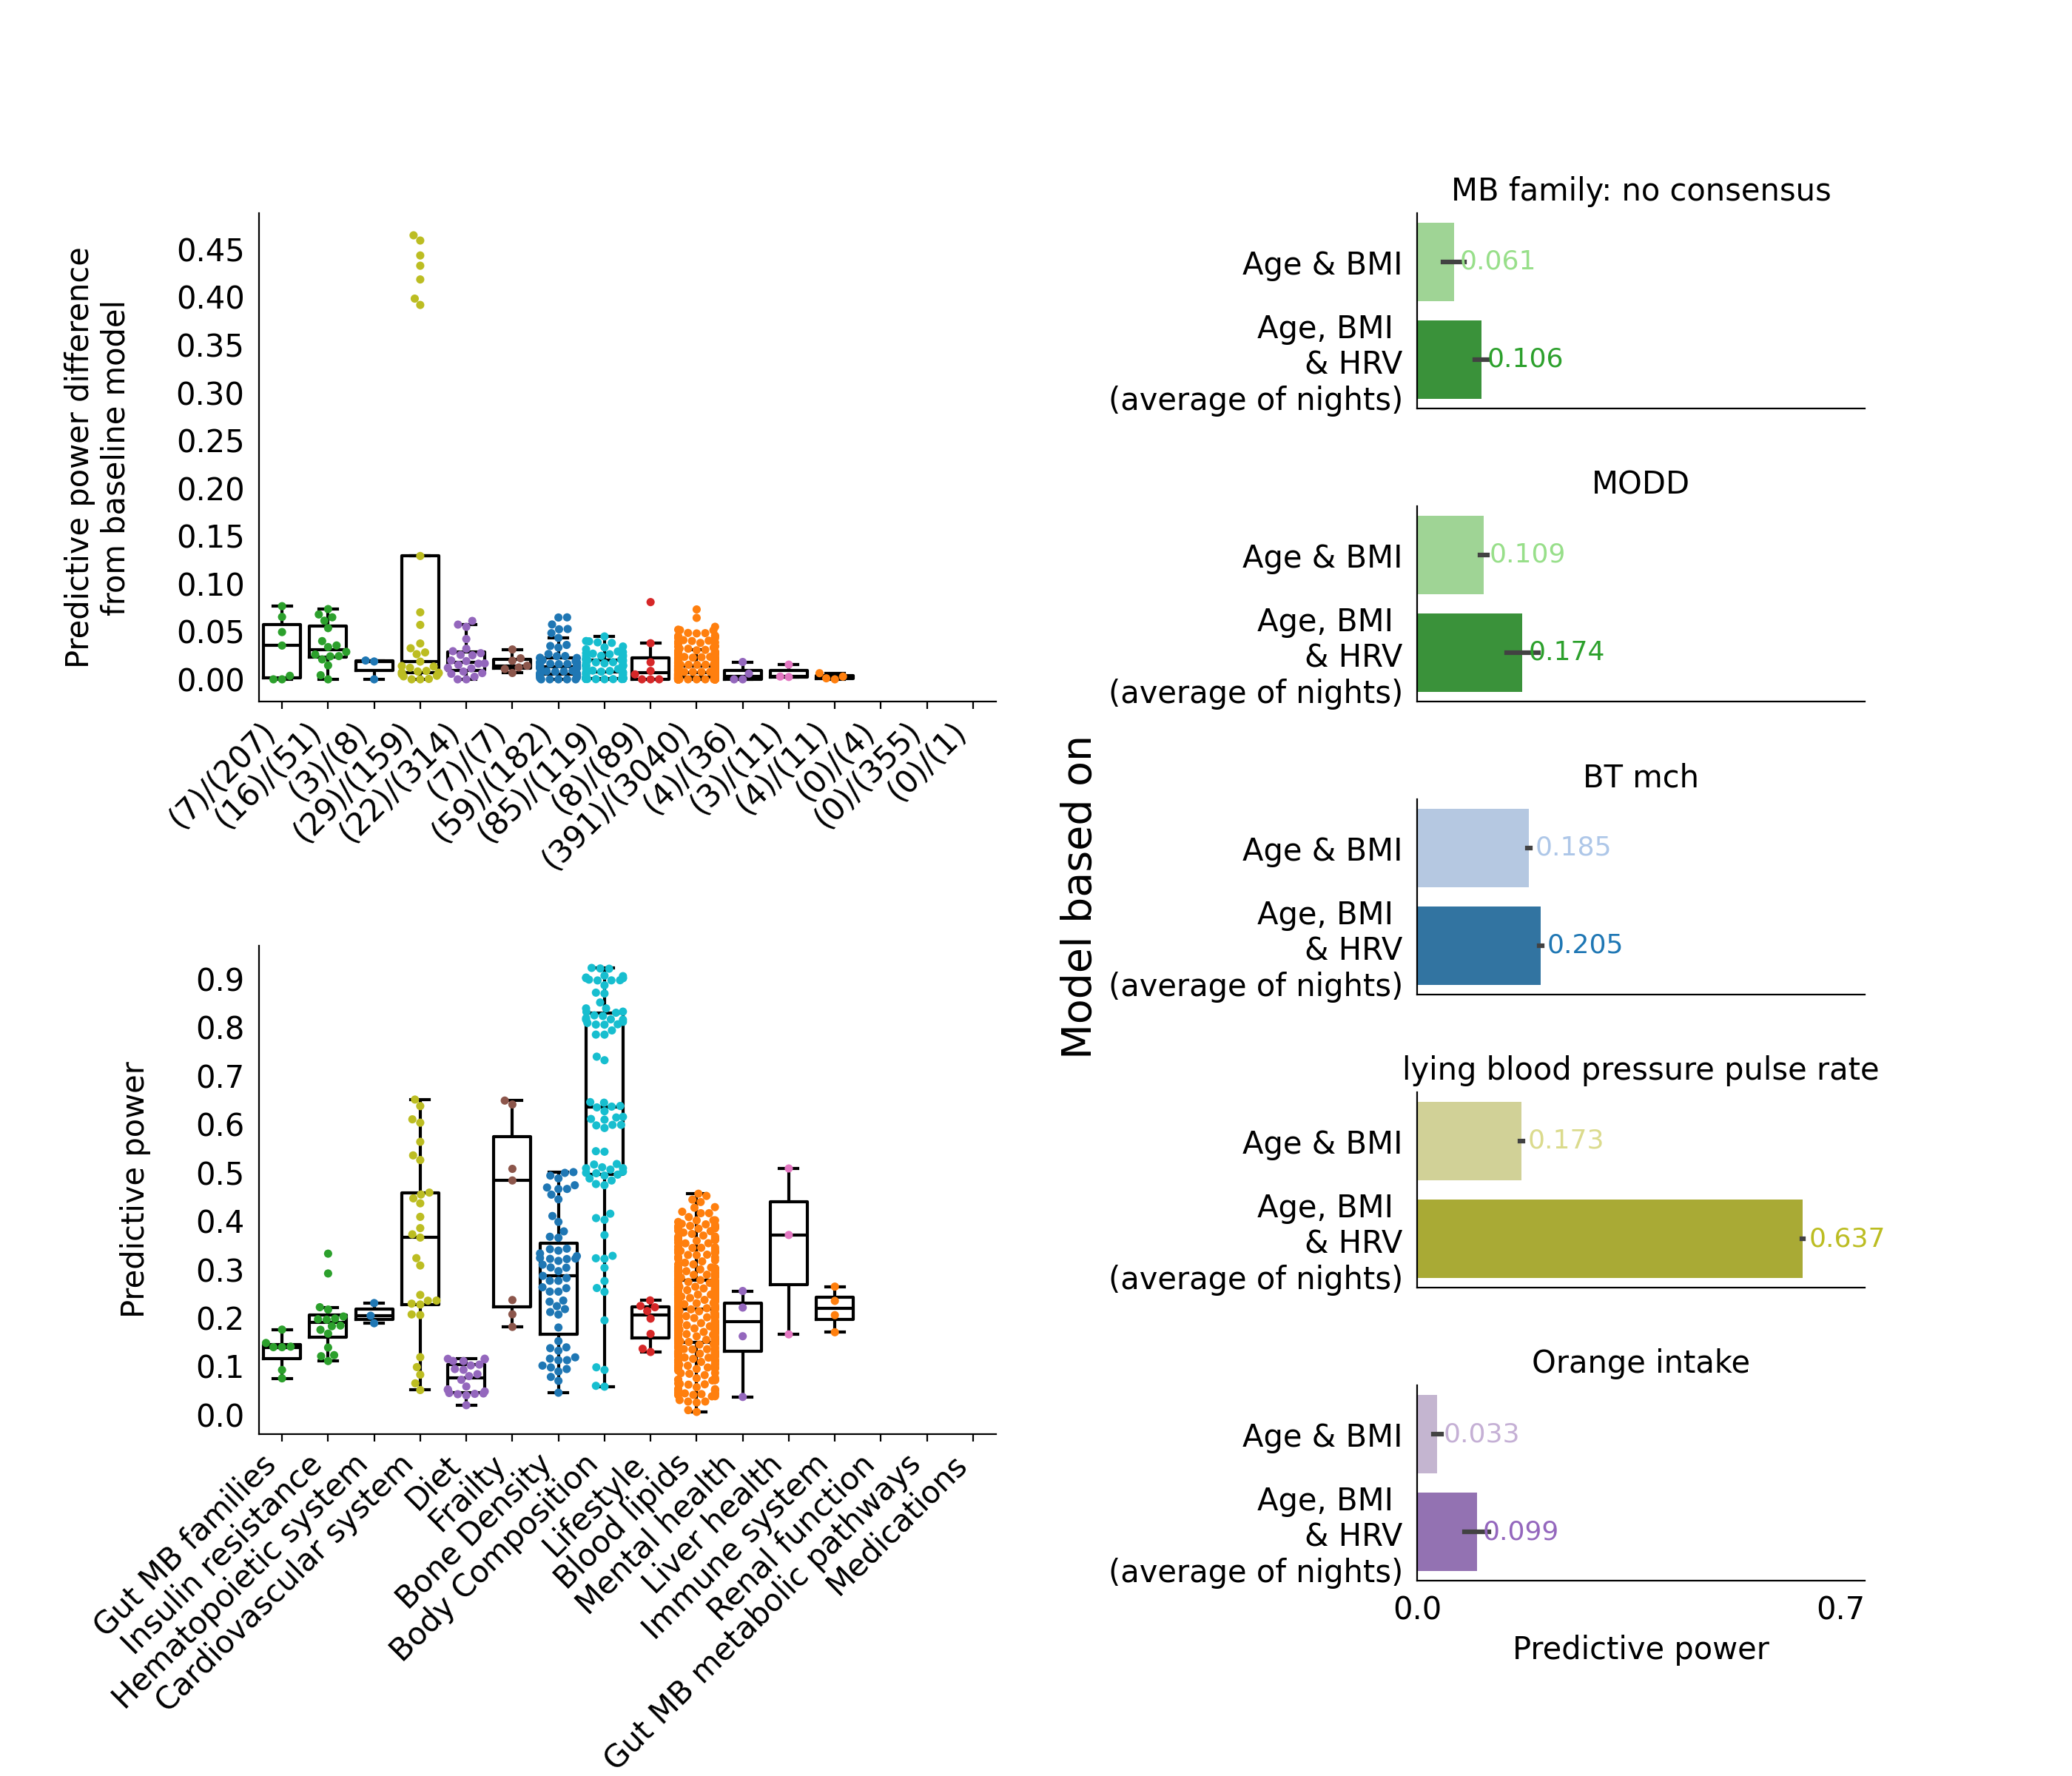 Predictive power difference
from baseline model
0.45
0.40
0.35
0.30
0.25
0.20
0.15
0.10
0.05
0.00
(7)/(207)
(16)/(51)
(3)/(8)
(29)/(159)
(22)/(314)
(7)/(7)
(59)/(182)
(85)/(119)
(8)/(89)
(391)/(3040)
(4)/(36)
(3)/(11)
(4)/(11)
(0)/(4)
(0)/(355)
(0)/(1)
Predictive power
0.9
0.8
0.7
0.6
0.5
0.4
0.3
0.2
0.1
0.0
Gut MB families
Insulin resistance
Hematopoietic system
Cardiovascular system
Diet
Frailty
Bone Density
Body Composition
Lifestyle
Blood lipids
Mental health
Liver health
Immune system
Renal function
Gut MB metabolic pathways
Medications
Model based on
MB family: no consensus
Age & BMI
0.061
Age, BMI
& HRV
(average of nights)
0.106
MODD
Age & BMI
0.109
Age, BMI
& HRV
(average of nights)
0.174
BT mch
Age & BMI
0.185
Age, BMI
& HRV
(average of nights)
0.205
lying blood pressure pulse rate
Age & BMI
0.173
Age, BMI
& HRV
(average of nights)
0.637
Orange intake
Age & BMI
0.033
Age, BMI
& HRV
(average of nights)
0.099
0.0
0.7
Predictive power